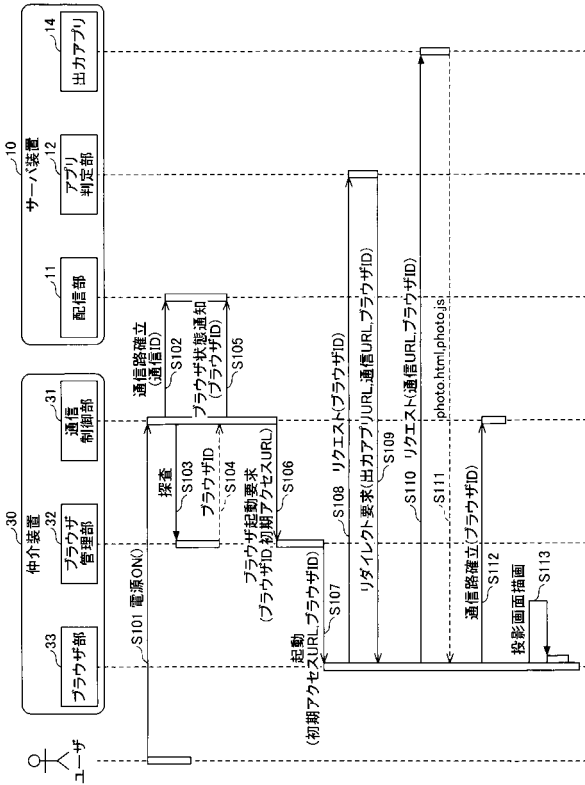 ユーザ
30
仲介装置
33
ブラウザ部
32
ブラウザ
管理部
31
通信
制御部
10
サーバ装置
11
配信部
12
アプリ
判定部
14
出力アプリ
S101 電源ON()
通信路確立
(通信ID)
S102
探査
S103
ブラウザID
S104
ブラウザ状態通知
(ブラウザID)
S105
ブラウザ起動要求
(ブラウザID,初期アクセスURL)
S106
起動
(初期アクセスURL,ブラウザID)
S107
S108 リクエスト(ブラウザID)
リダイレクト要求(出力アプリURL,通信URL,ブラウザID)
S109
S110 リクエスト(通信URL,ブラウザID)
S111
photo.html,photo.js
通信路確立(ブラウザID)
S112
投影画面描画
S113